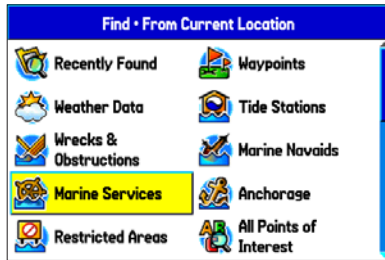 Find • From Current Location
Recently Found
Waypoints
Weather Data
Tide Stations
Wrecks &
Obstructions
Marine Navaids
Marine Services
Anchorage
Restricted Areas
All Points of
Interest